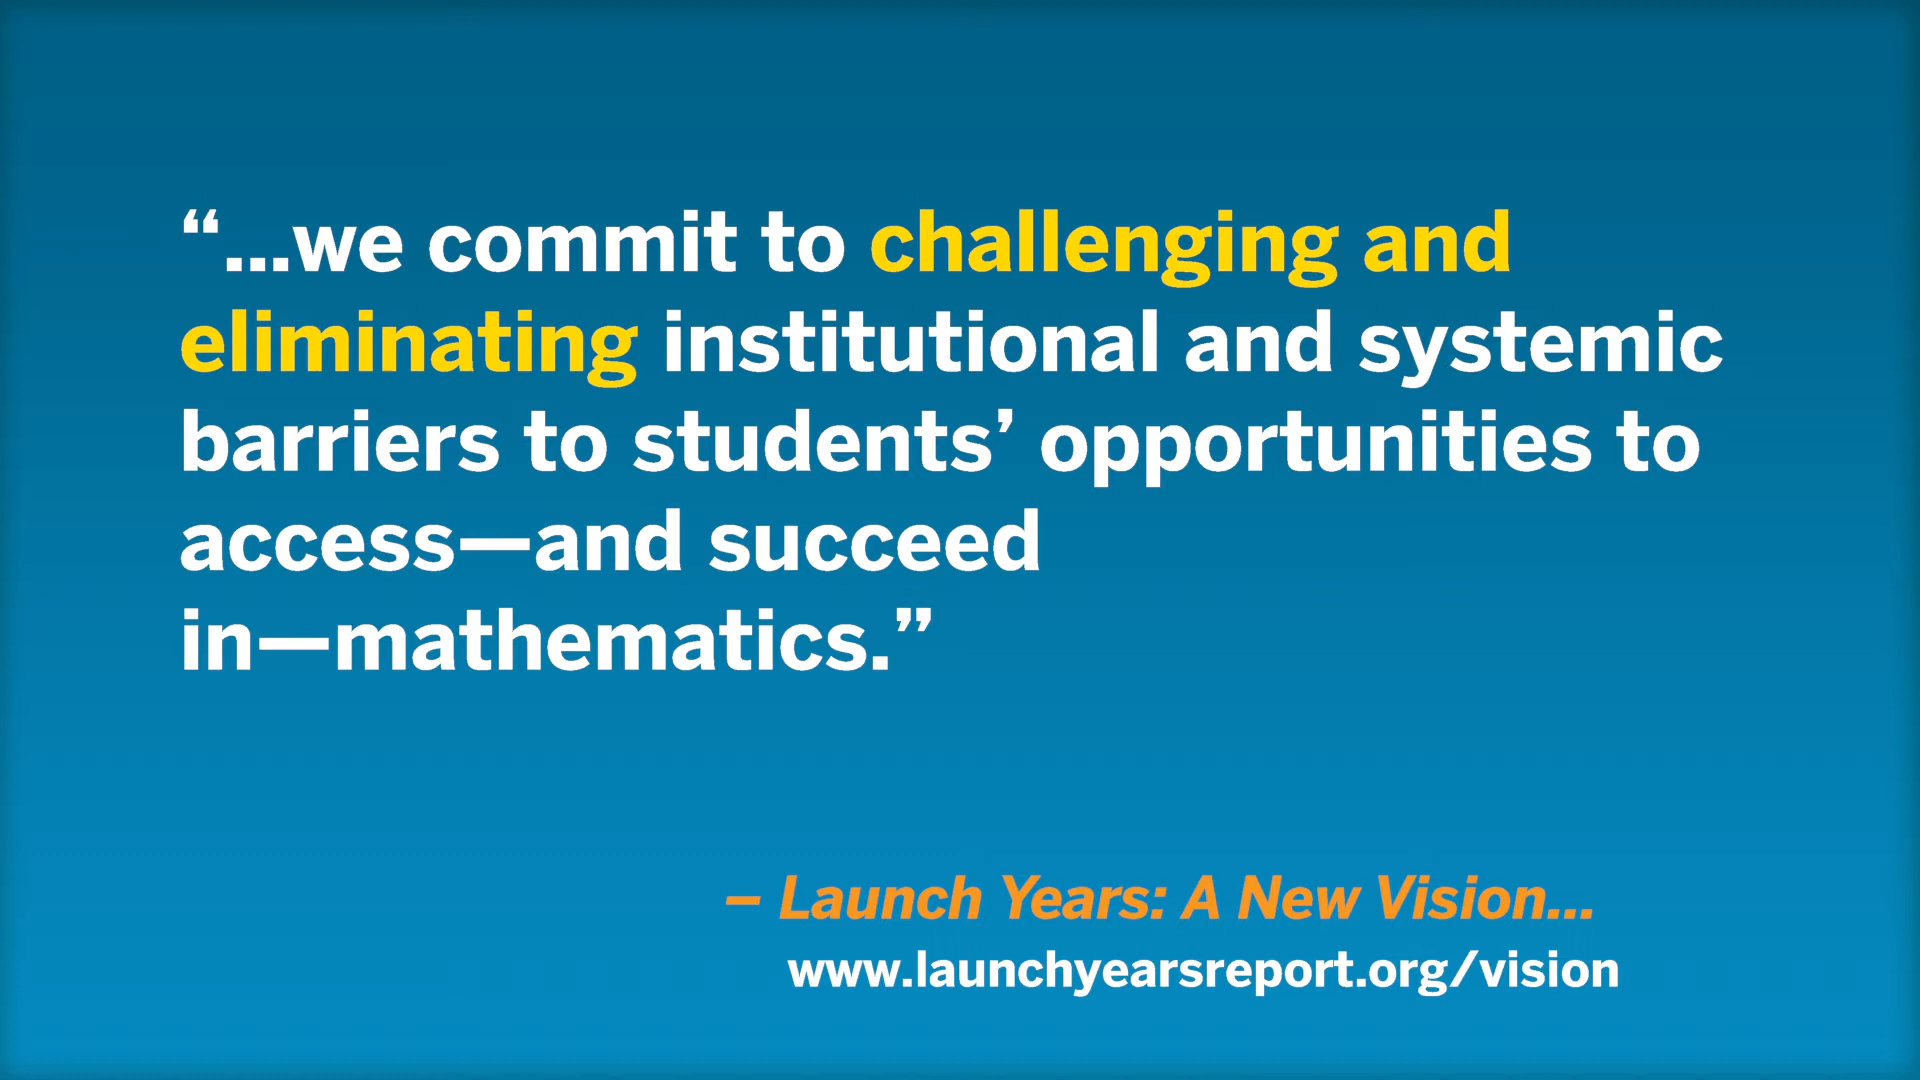 “...we commit to challenging and
eliminating institutional and systemic
barriers to students’ opportunities to
access—and succeed
in—mathematics.”
– Launch Years: A New Vision...
www.launchyearsreport.org/vision